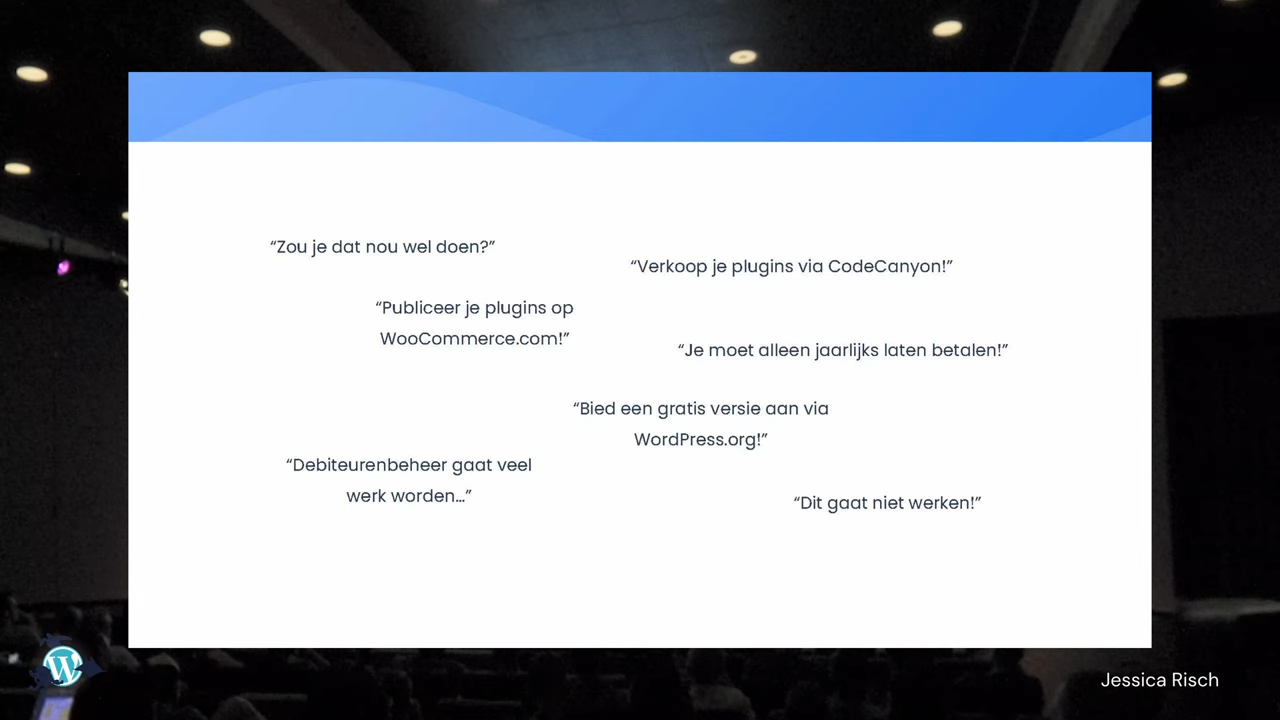 “Zou je dat nou wel doen?”
“Verkoop je plugins via CodeCanyon!”
“Publiceer je plugins op
WooCommerce.com!”
“Je moet alleen jaarlijks laten betalen!”
“Bied een gratis versie aan via
WordPress.org!”
“Debiteurenbeheer gaat veel
werk worden...”
“Dit gaat niet werken!”
Jessica Risch